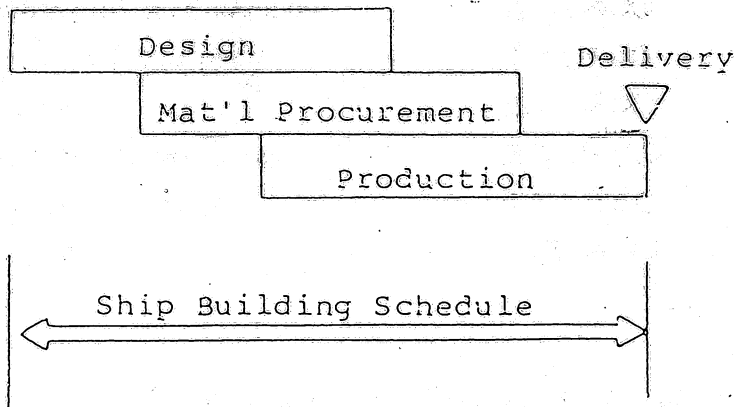 Design
Delivery
Mat'l Procurement
Production
Ship Building Schedule